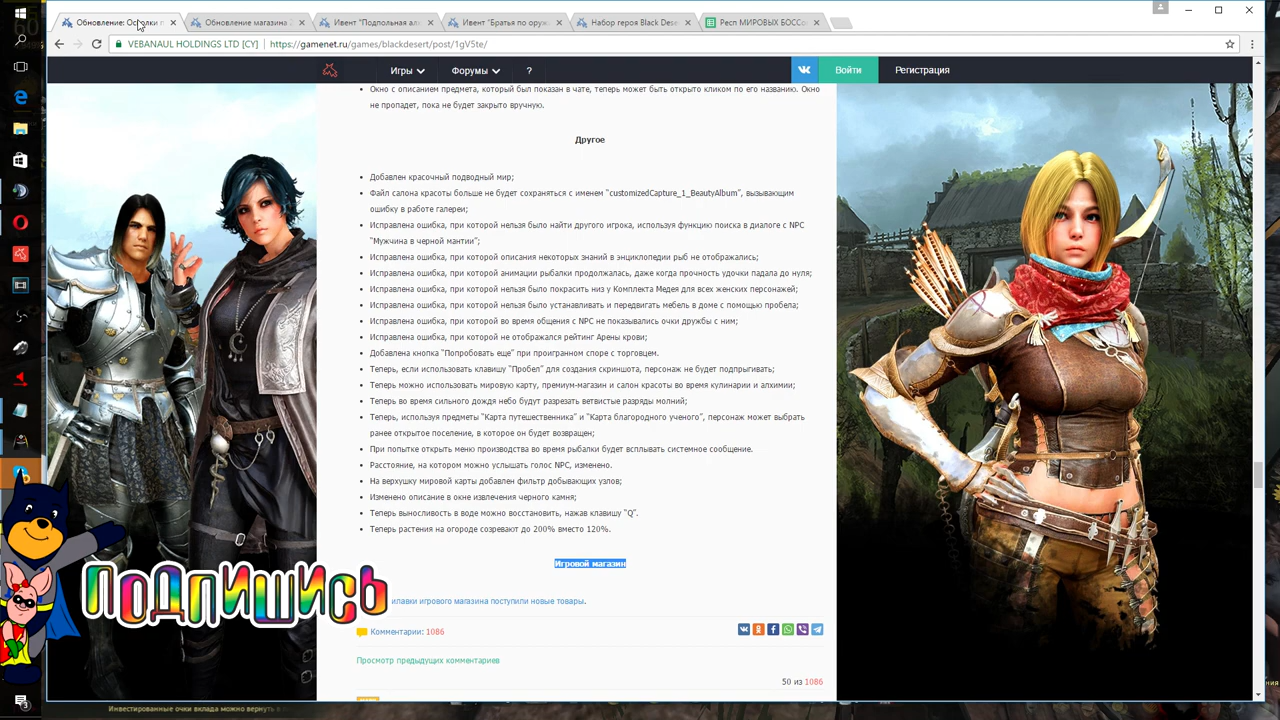 Обновление: Осколки п
Обновление магазина 2
Ивент "Подпольная ал
Ивент "Братья по оруж
Набор героя Black Dese
Респ МИРОВЫХ БОССо
VEBANAUL HOLDINGS LTD [CY]
https://gamenet.ru/games/blackdesert/post/1gV5te/
Игры
Форумы
?
Войти
Регистрация
Окно с описанием предмета, который был показан в чате, теперь может быть открыто кликом по его названию. Окно
не пропадет, пока не будет закрыто вручную.
Другое
Добавлен красочный подводный мир;
Файл салона красоты больше не будет сохраняться с именем "customizedCapture_1_BeautyAlbum", вызывающим
ошибку в работе галереи;
Исправлена ошибка, при которой нельзя было найти другого игрока, используя функцию поиска в диалоге с NPC
"Мужчина в черной мантии";
Исправлена ошибка, при которой описания некоторых знаний в энциклопедии рыб не отображались;
Исправлена ошибка, при которой анимации рыбалки продолжалась, даже когда прочность удочки падала до нуля;
Исправлена ошибка, при которой нельзя было покрасить низ у Комплекта Медея для всех женских персонажей;
Исправлена ошибка, при которой нельзя было устанавливать и передвигать мебель в доме с помощью пробела;
Исправлена ошибка, при которой во время общения с NPC не показывались очки дружбы с ним;
Исправлена ошибка, при которой не отображался рейтинг Арены крови;
Добавлена кнопка "Попробовать еще" при проигранном споре с торговцем.
Теперь, если использовать клавишу "Пробел" для создания скриншота, персонаж не будет подпрыгивать;
Теперь можно использовать мировую карту, премиум-магазин и салон красоты во время кулинарии и алхимии;
Теперь во время сильного дождя небо будут разрезать ветвистые разряды молний;
Теперь, используя предметы "Карта путешественника" и "Карта благородного ученого", персонаж может выбрать
ранее открытое поселение, в которое он будет возвращен;
При попытке открыть меню производства во время рыбалки будет всплывать системное сообщение.
Расстояние, на котором можно услышать голос NPC, изменено.
На верхушку мировой карты добавлен фильтр добывающих узлов;
Изменено описание в окне извлечения черного камня;
Теперь выносливость в воде можно восстановить, нажав клавишу "Q".
Теперь растения на огороде созревают до 200% вместо 120%.
Игровой магазин
илавки игрового магазина поступили новые товары.
Подпишись
Комментарии: 1086
Просмотр предыдущих комментариев
50 из 1086
Инвестированные очки вклада можно вернуть в